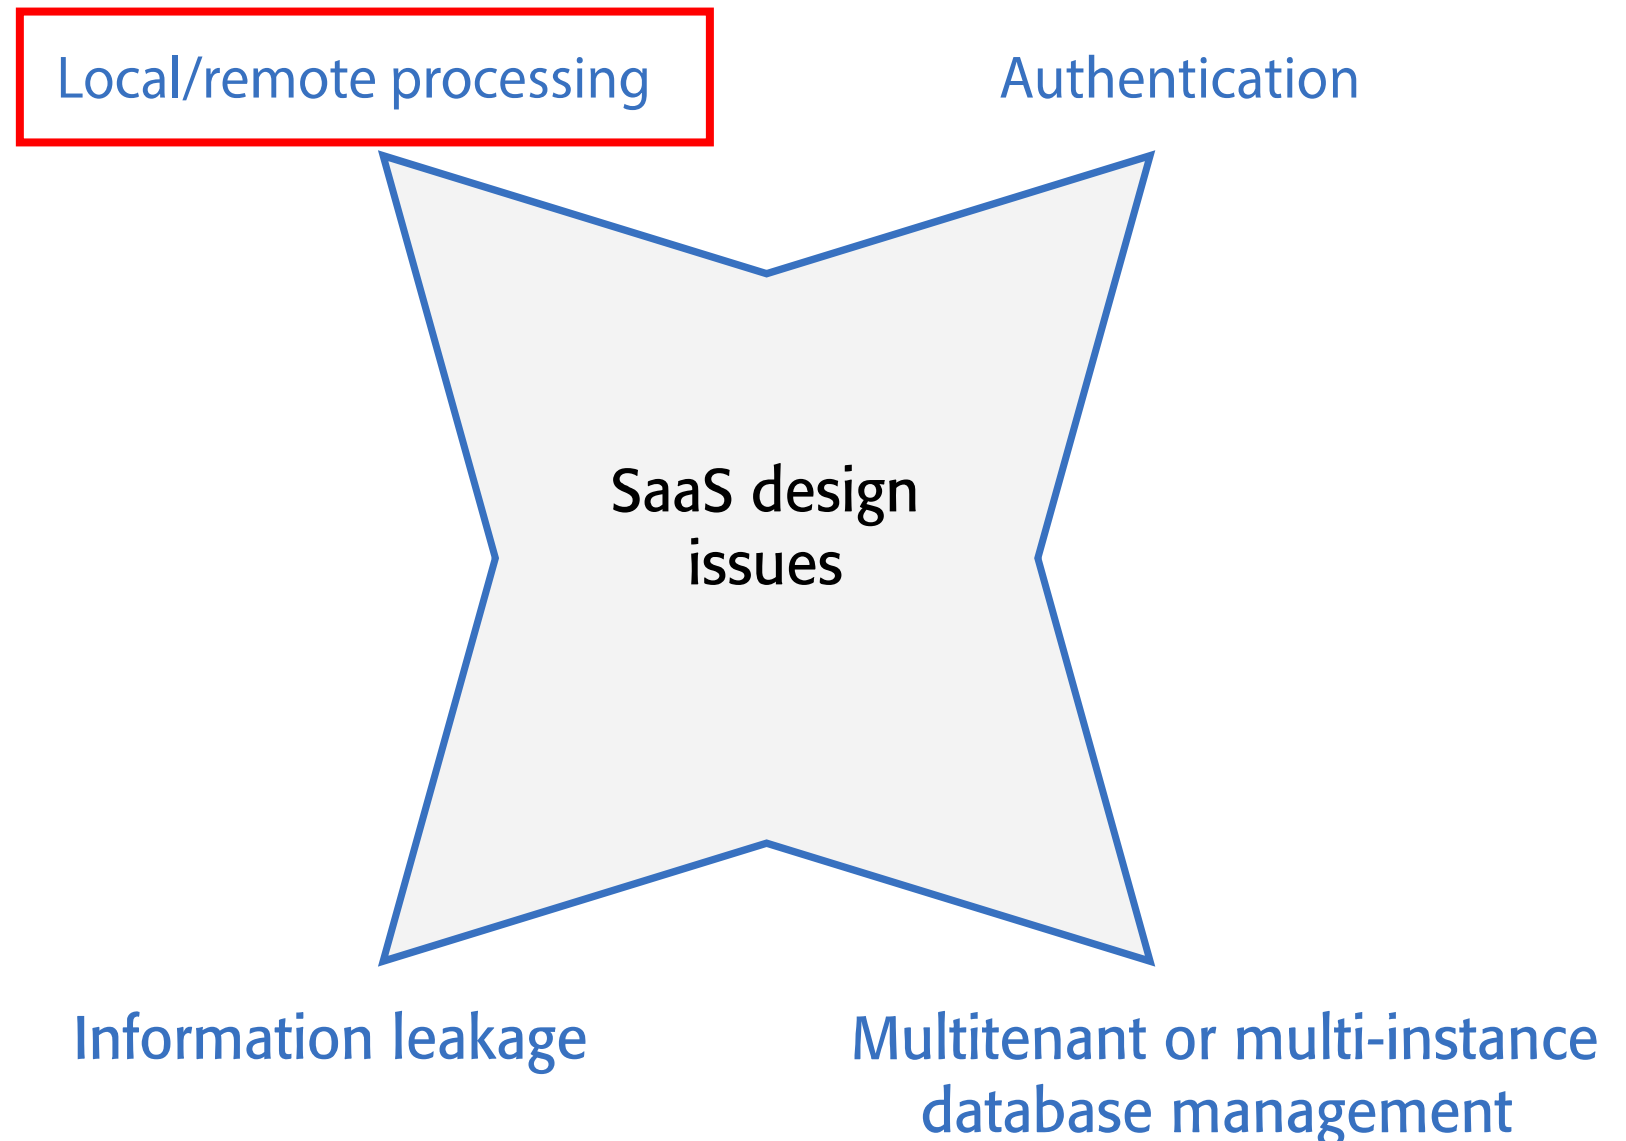 Local/remote processing
Authentication
SaaS design
issues
Information leakage
Multitenant or multi-instance
database management